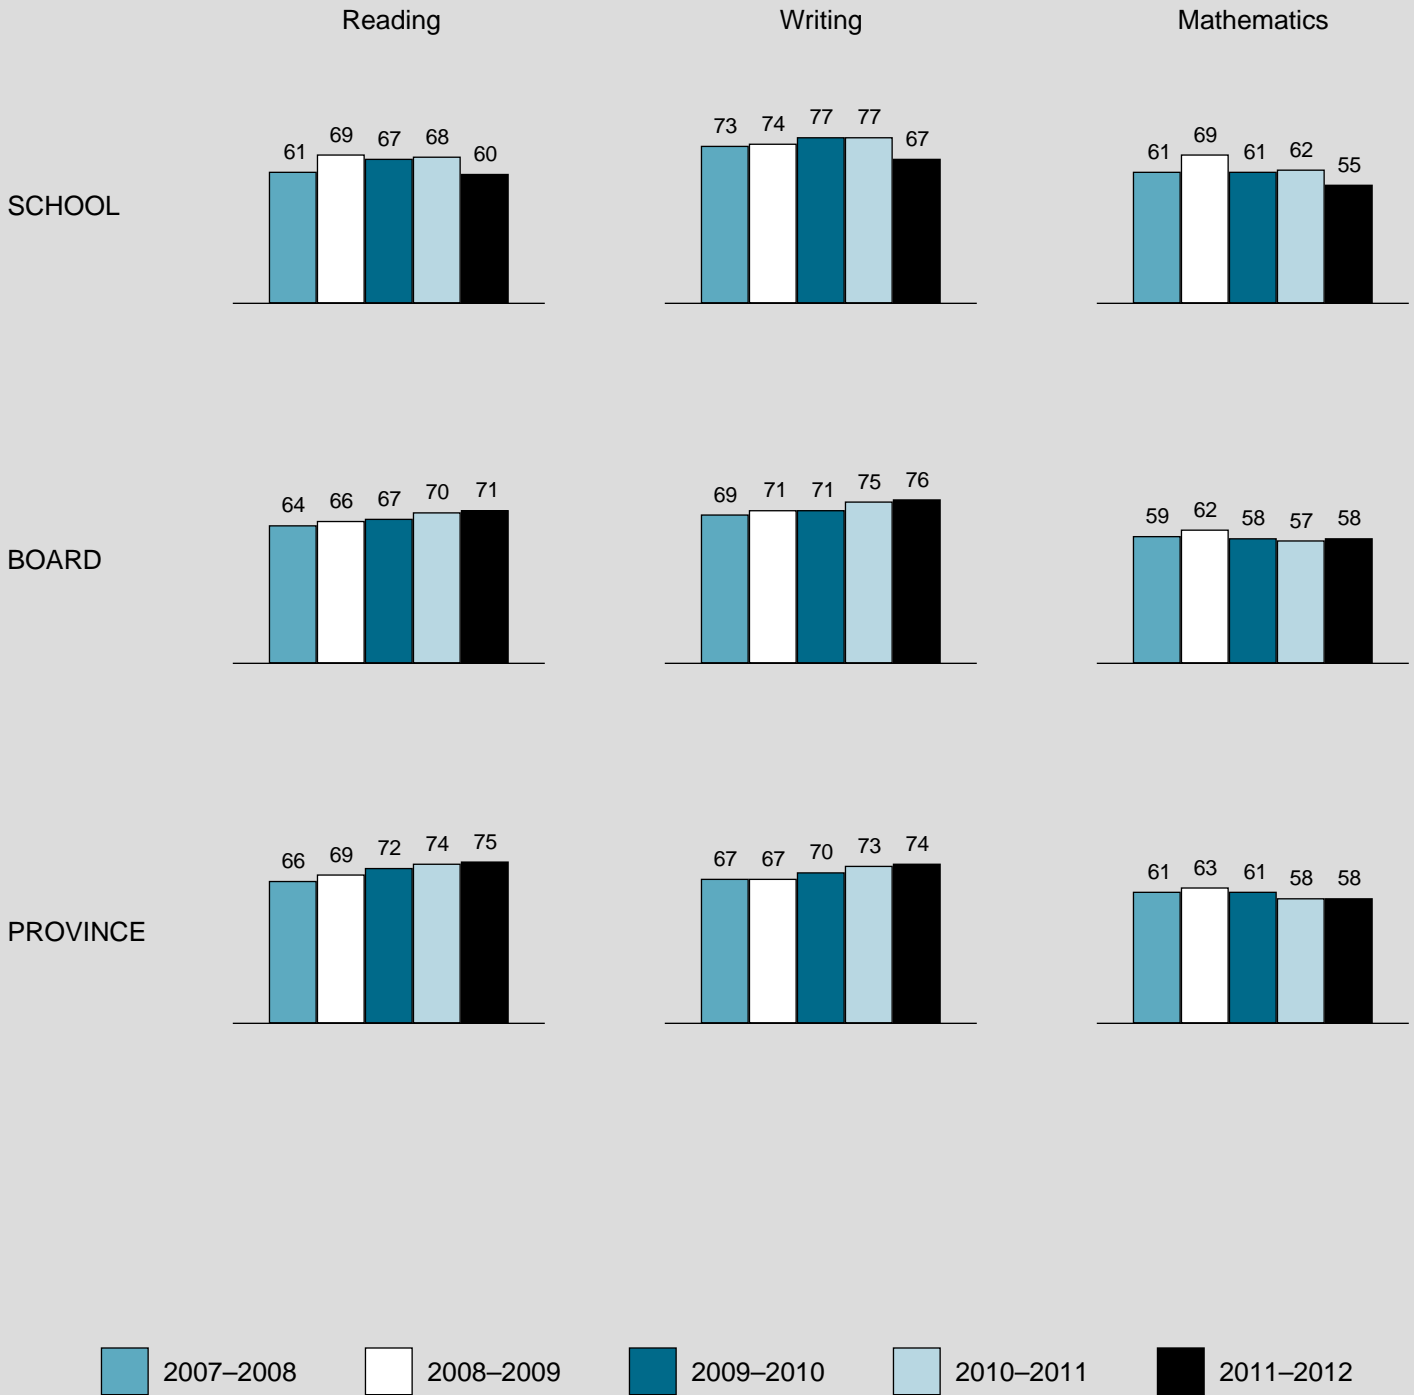 Reading Writing Mathematics
61 69 67 68 60 73 74 77 77 67 61 69 61 62 55
SCHOOL
64 66 67 70 71 69 71 71 75 76 59 62 58 57 58
BOARD
66 69 72 74 75 67 67 70 73 74 61 63 61 58 58
PROVINCE
2007–2008 2008–2009 2009–2010 2010–2011 2011–2012